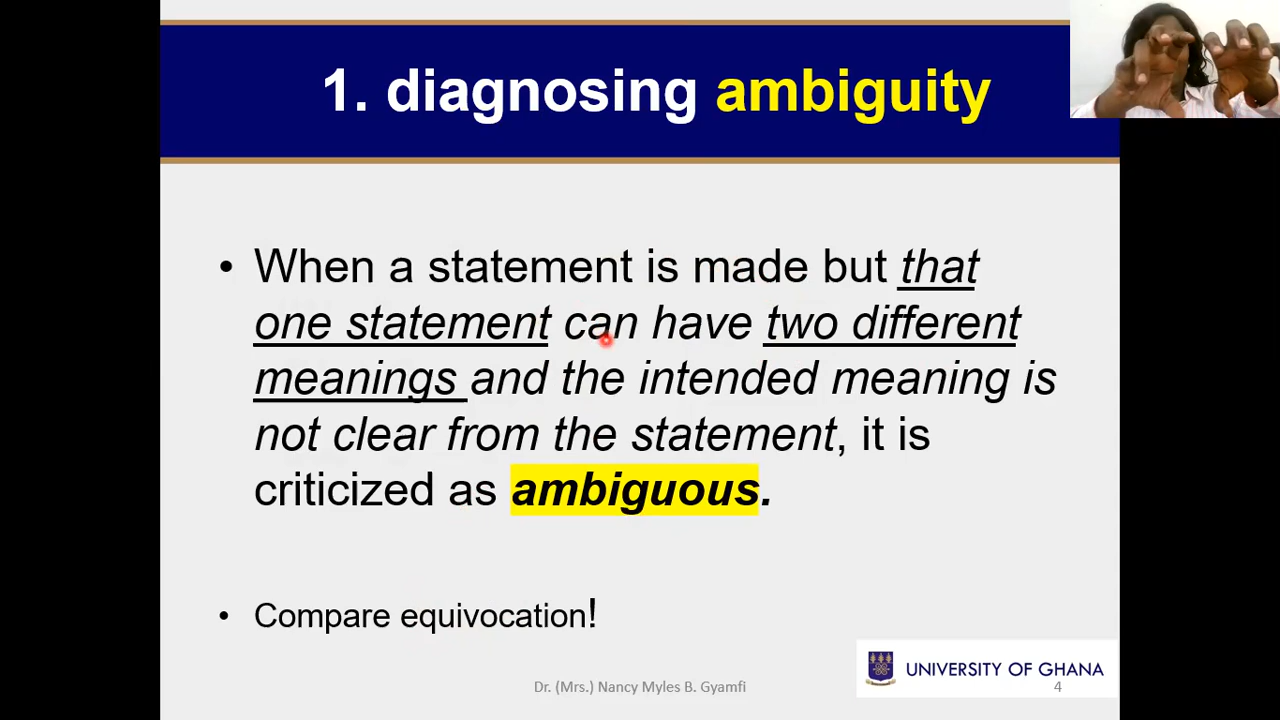 1. diagnosing ambiguity
• When a statement is made but that
one statement can have two different
meanings and the intended meaning is
not clear from the statement, it is
criticized as ambiguous.
• Compare equivocation!
UNIVERSITY OF GHANA
Dr. (Mrs.) Nancy Myles B. Gyamfi
4